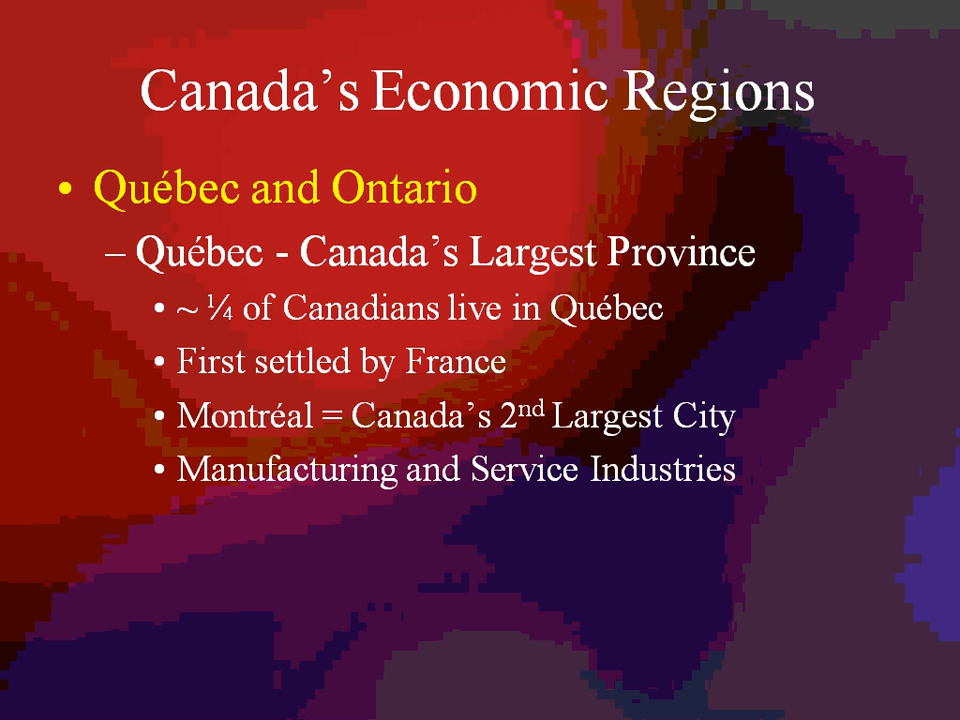 Canada’s Economic Regions
• Québec and Ontario
– Québec - Canada’s Largest Province
• ~ ¼ of Canadians live in Québec
• First settled by France
• Montréal = Canada’s 2nd Largest City
• Manufacturing and Service Industries